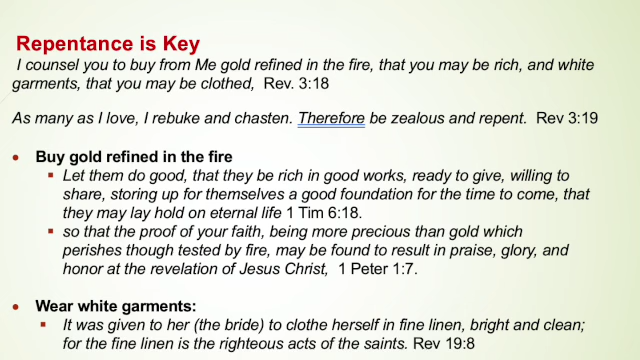 Repentance is Key
I counsel you to buy from Me gold refined in the fire, that you may be rich, and white
garments, that you may be clothed, Rev. 3:18
As many as I love, I rebuke and chasten. Therefore be zealous and repent. Rev 3:19
• Buy gold refined in the fire
▪ Let them do good, that they be rich in good works, ready to give, willing to
share, storing up for themselves a good foundation for the time to come, that
they may lay hold on eternal life 1 Tim 6:18.
▪ so that the proof of your faith, being more precious than gold which
perishes though tested by fire, may be found to result in praise, glory, and
honor at the revelation of Jesus Christ, 1 Peter 1:7.
• Wear white garments:
▪ It was given to her (the bride) to clothe herself in fine linen, bright and clean;
for the fine linen is the righteous acts of the saints. Rev 19:8